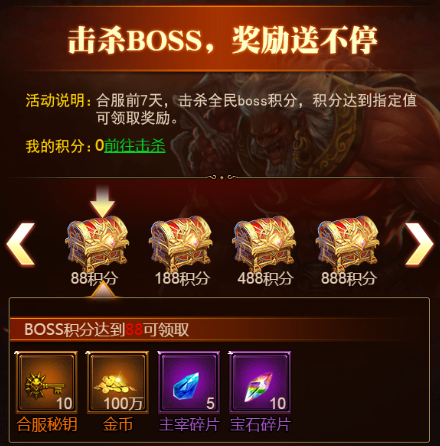 击杀BOSS，奖励送不停
活动说明：合服前7天，击杀全民boss积分，积分达到指定值
可领取奖励。
我的积分：0前往击杀
88积分 188积分 488积分 888积分
BOSS积分达到88可领取
10 100万 5 10
合服秘钥 金币 主宰碎片 宝石碎片